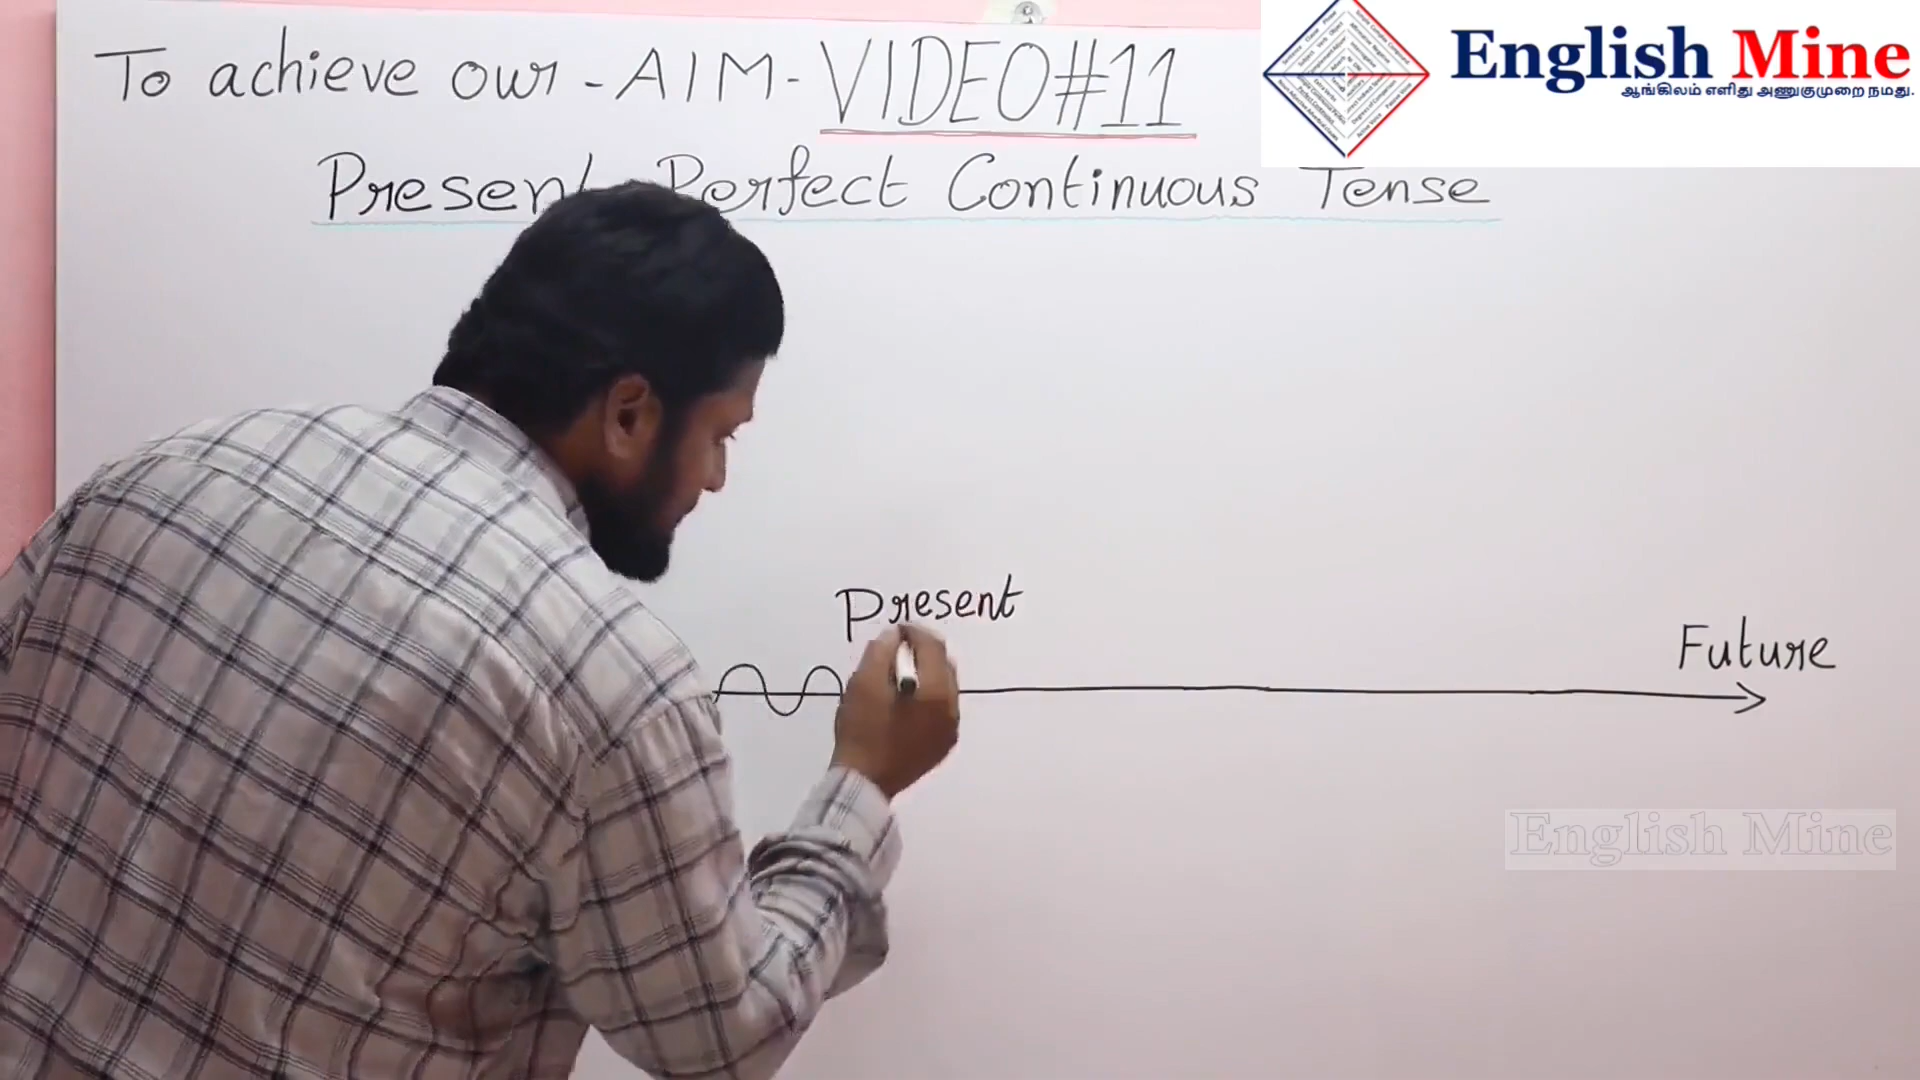 To achieve our - AIM - VIDEO#11
English Mine
ஆங்கிலம் எளிது அணுகுமுறை நமது.
Present Perfect Continuous Tense
Present
Future
English Mine